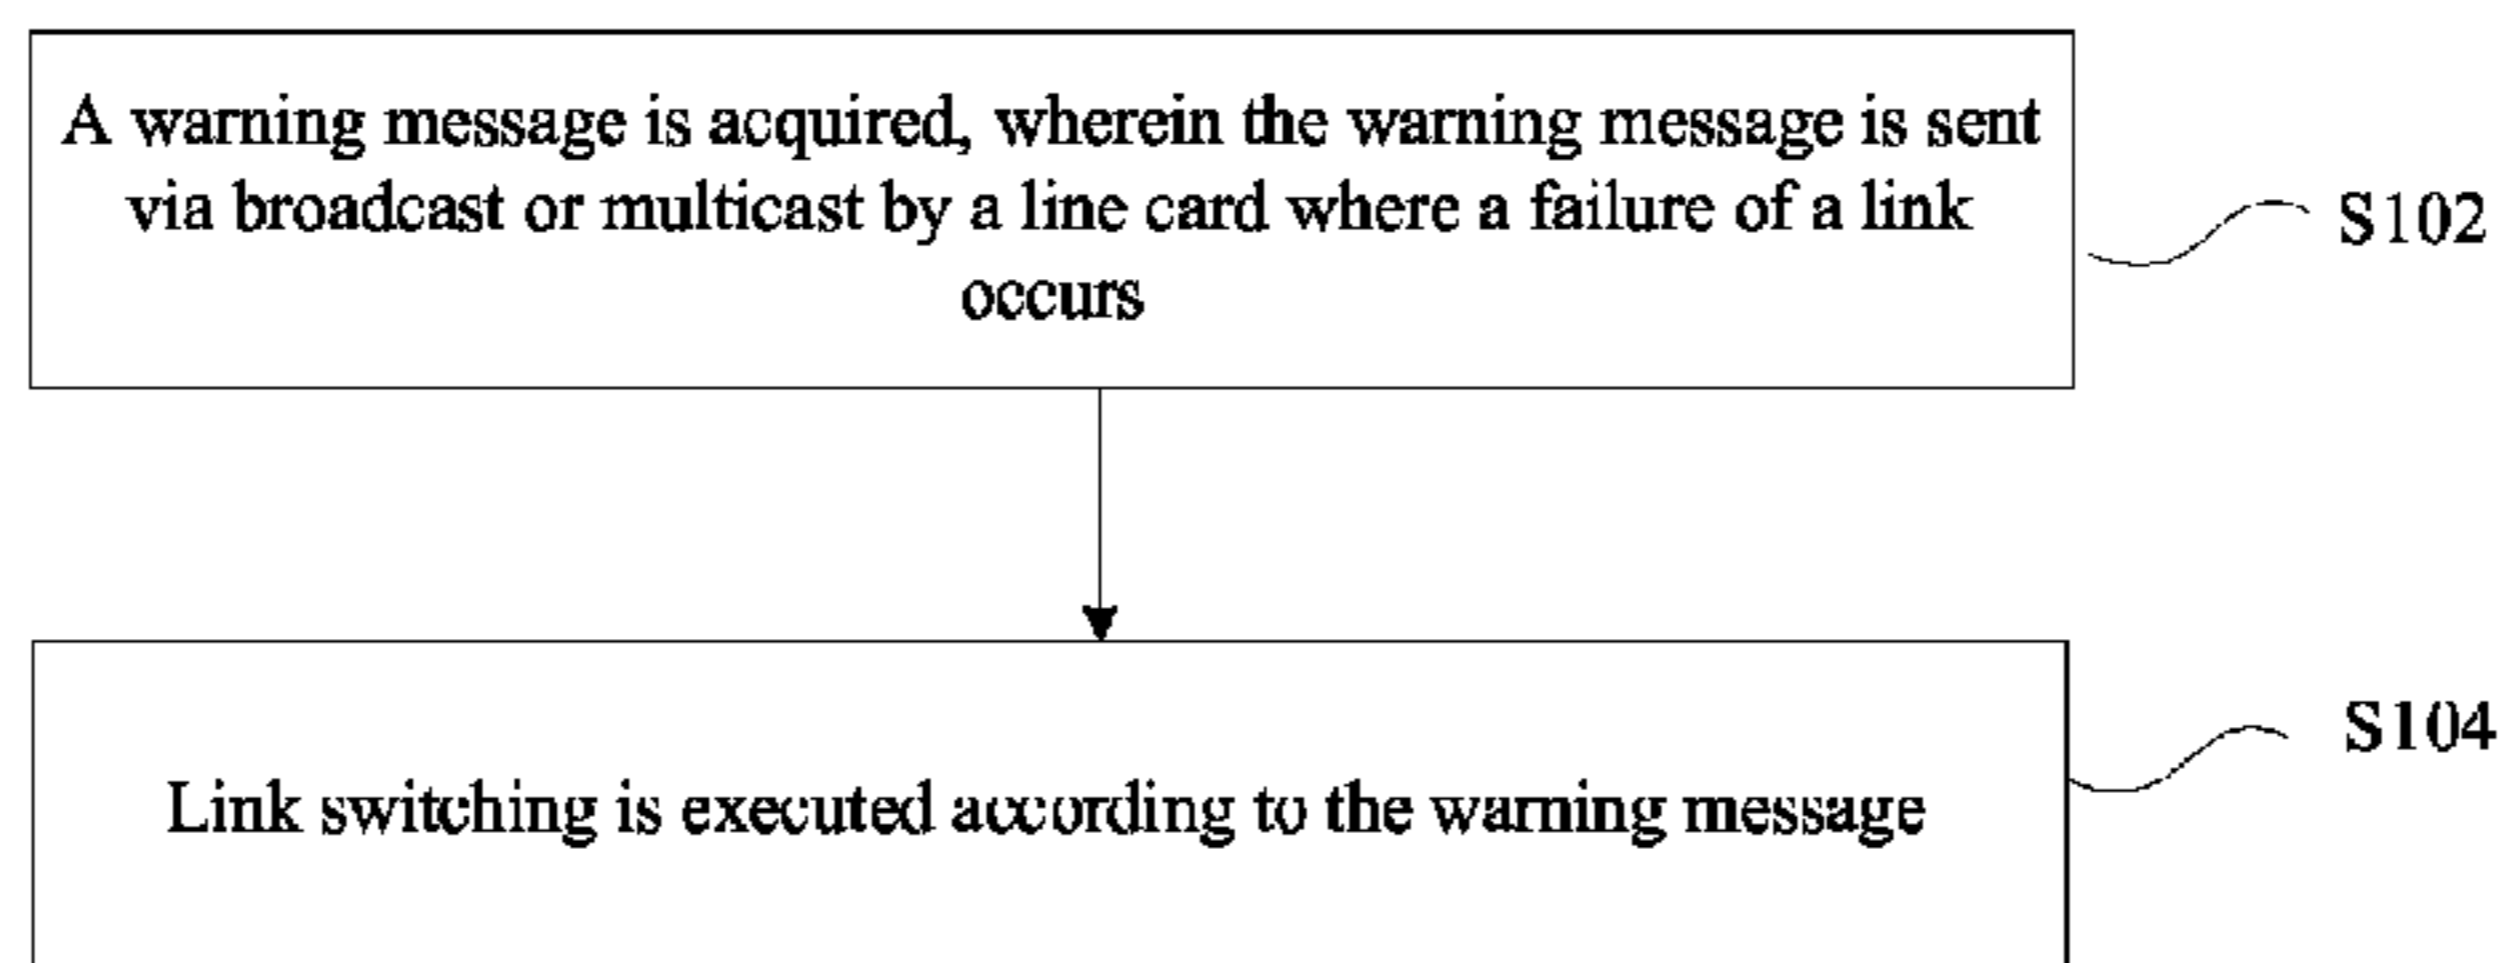 A warning message is acquired, wherein the warning message is sent
via broadcast or multicast by a line card where a failure of a link
occurs
S102
Link switching is executed according to the warning message
S104